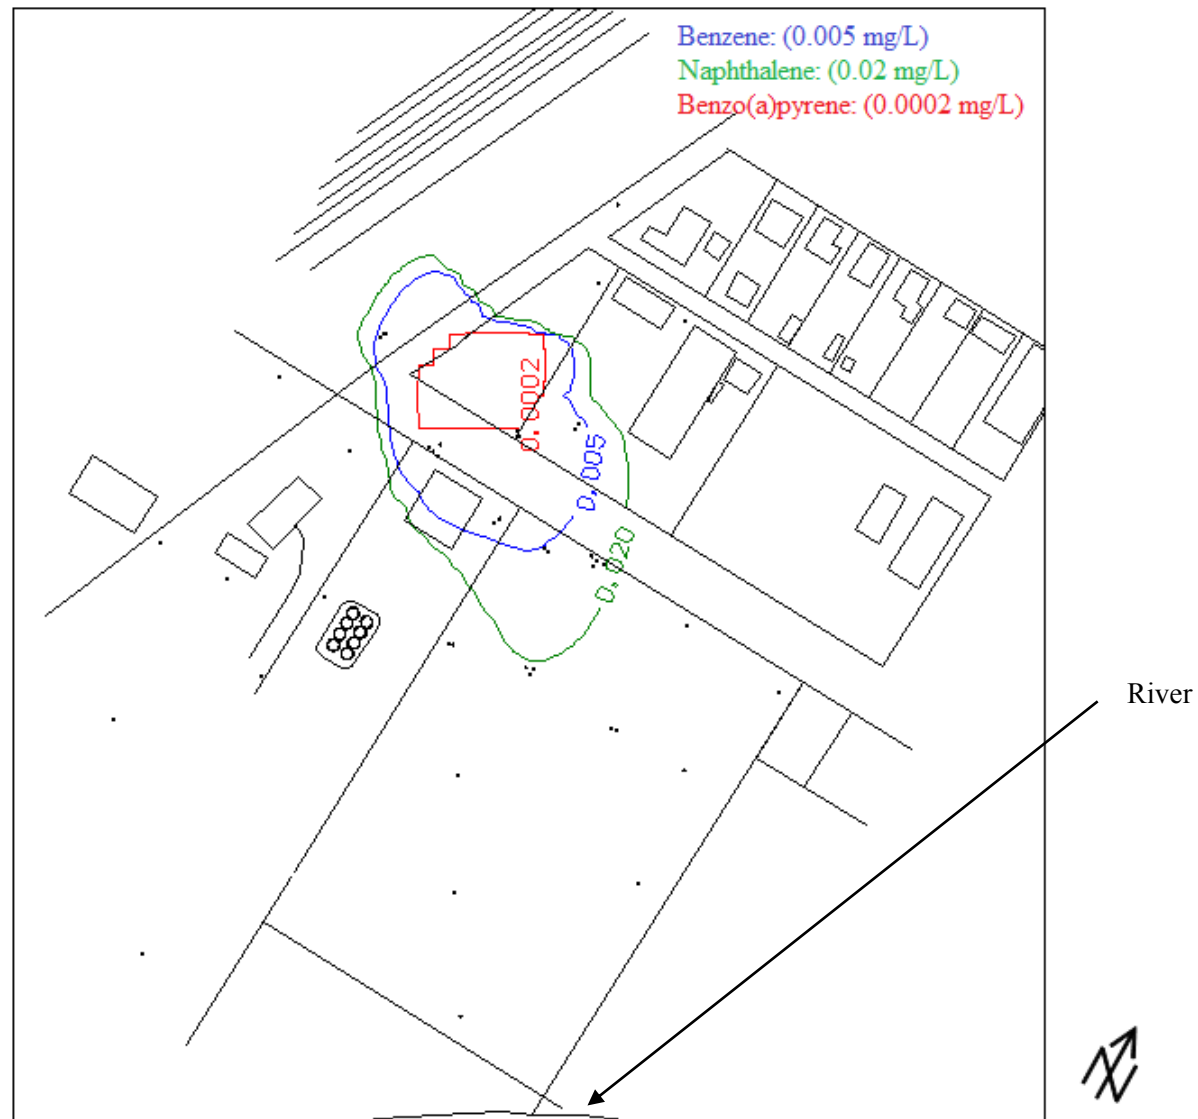 Benzene: (0.005 mg/L)
Naphthalene: (0.02 mg/L)
Benzo(a)pyrene: (0.0002 mg/L)
0.0002
0.005
0.020
River
N